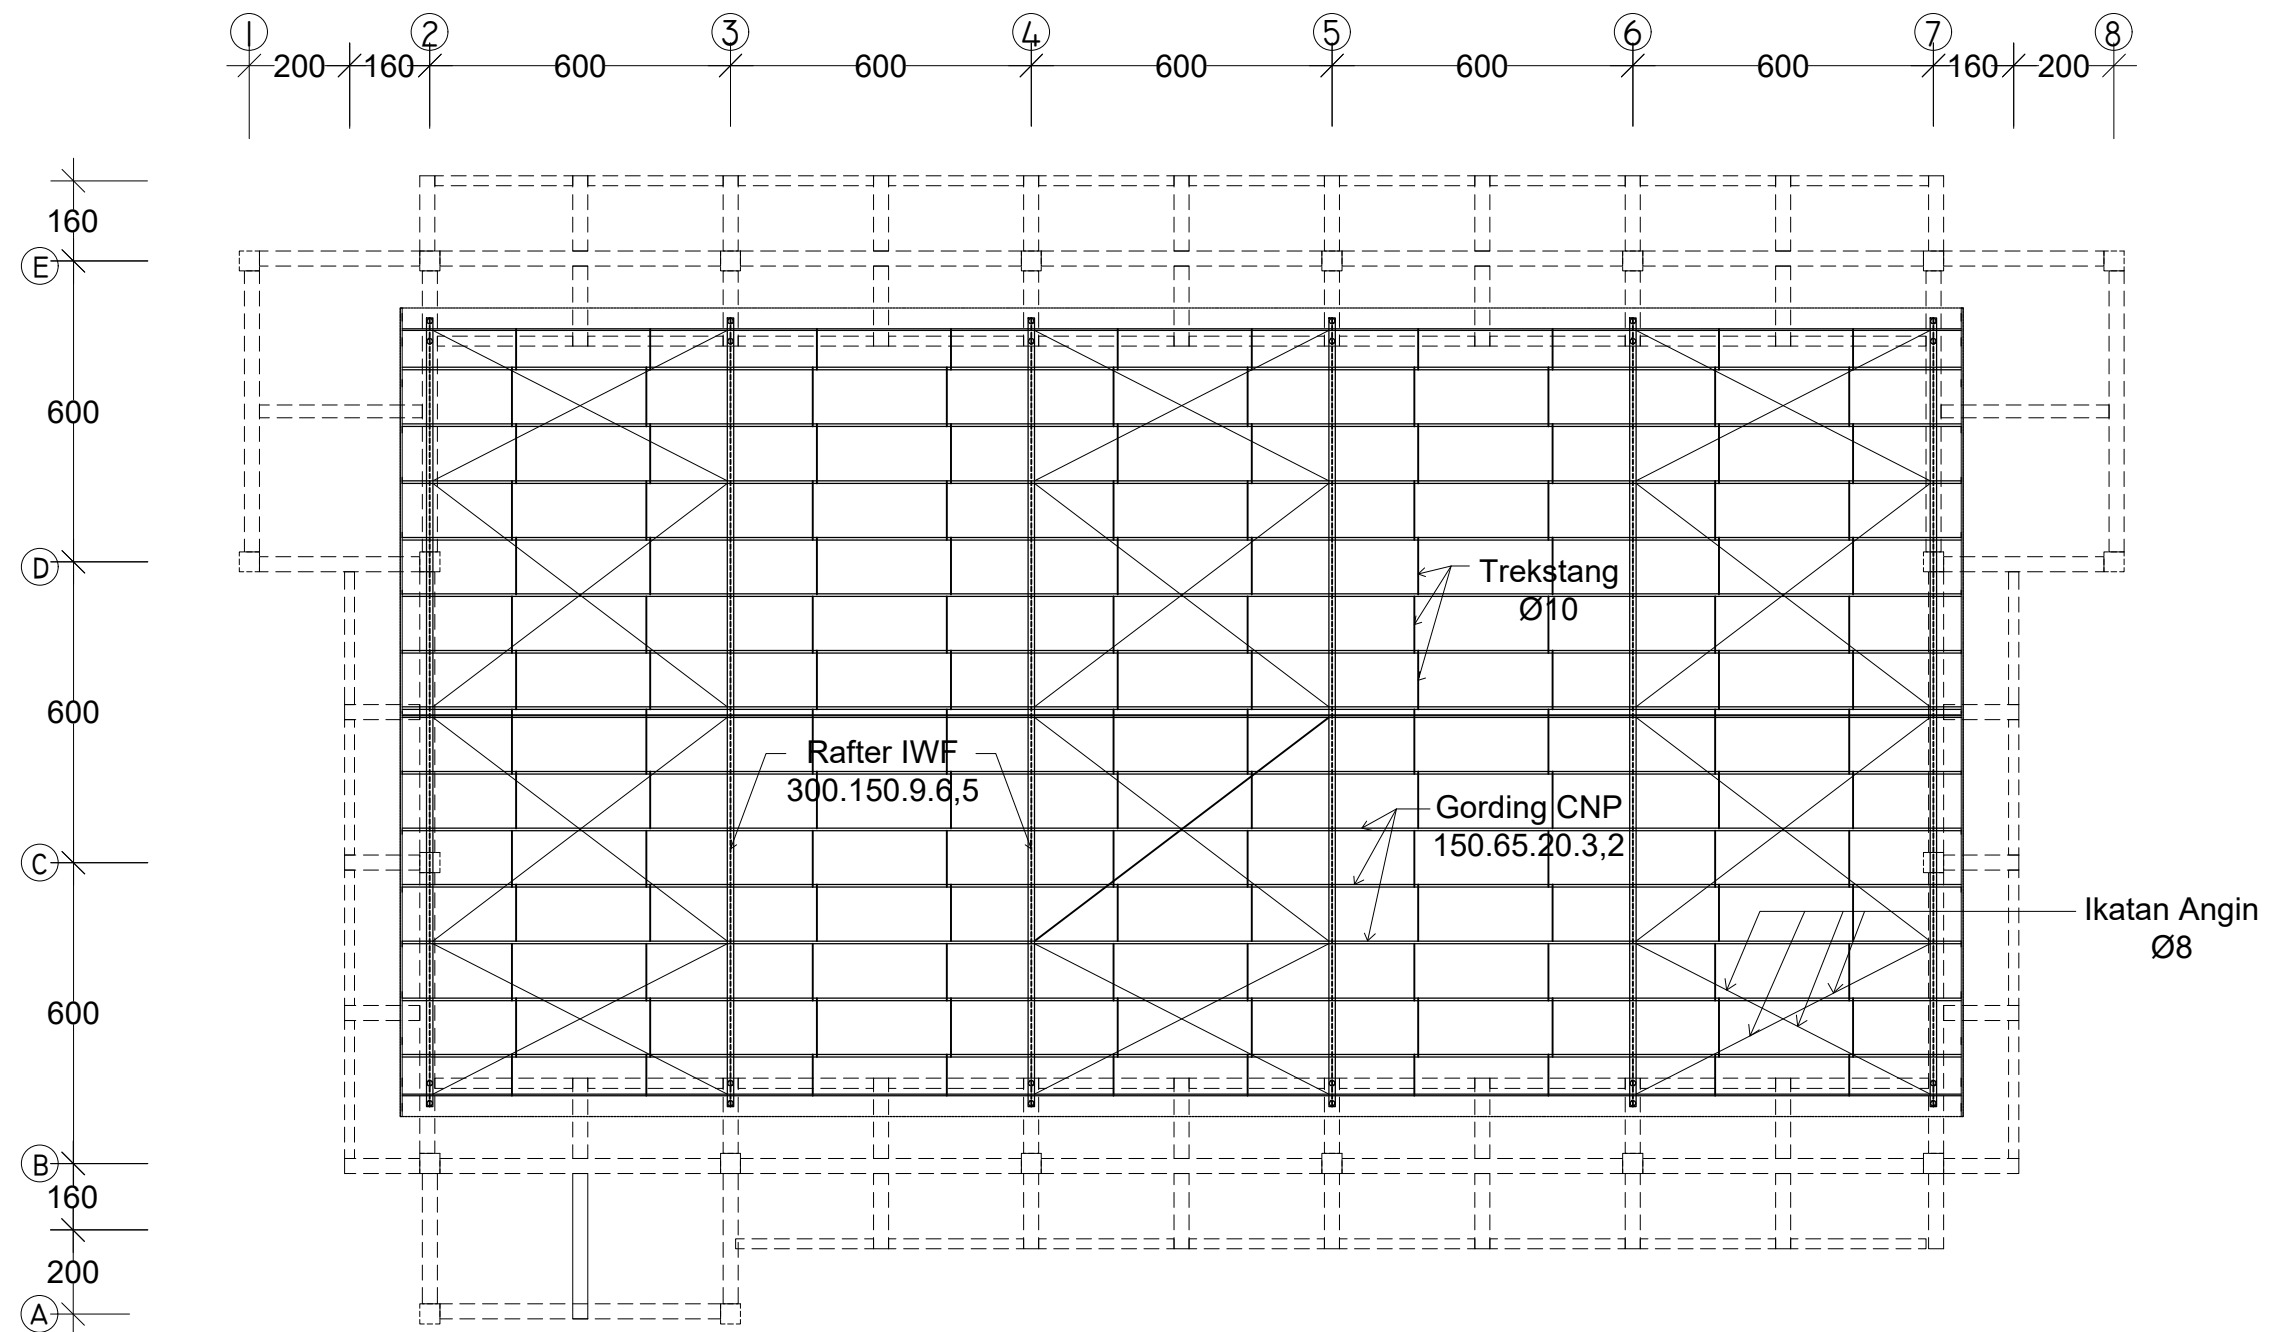 1 2 3 4 5 6 7 8
200 160 600 600 600 600 600 160 200
160
E
600
D
Trekstang
Ø10
600
Rafter IWF
300.150.9.6,5
Gording CNP
150.65.20.3,2
C
Ikatan Angin
Ø8
600
B
160
200
A